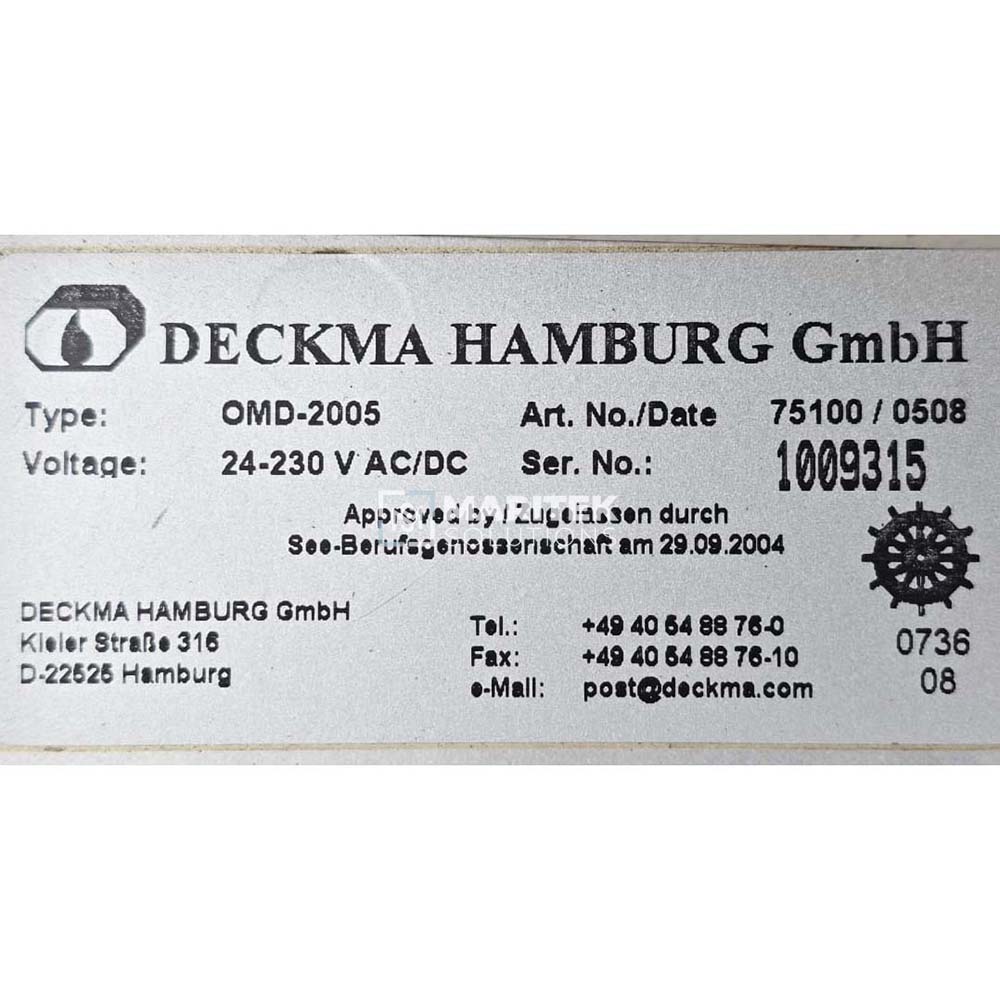 DECKMA HAMBURG GmbH
Type: OMD-2005 Art. No./Date 75100 / 0508
Voltage: 24-230 V AC/DC Ser. No.: 1009315
MARITEK
SOLUTIONS
Approved by / Zugelassen durch
See-Berufsgenossenschaft am 29.09.2004
DECKMA HAMBURG GmbH
Kieler Straße 316
D-22525 Hamburg
Tel.: +49 40 54 88 76-0
Fax: +49 40 54 88 76-10
e-Mail: post@deckma.com
0736
08